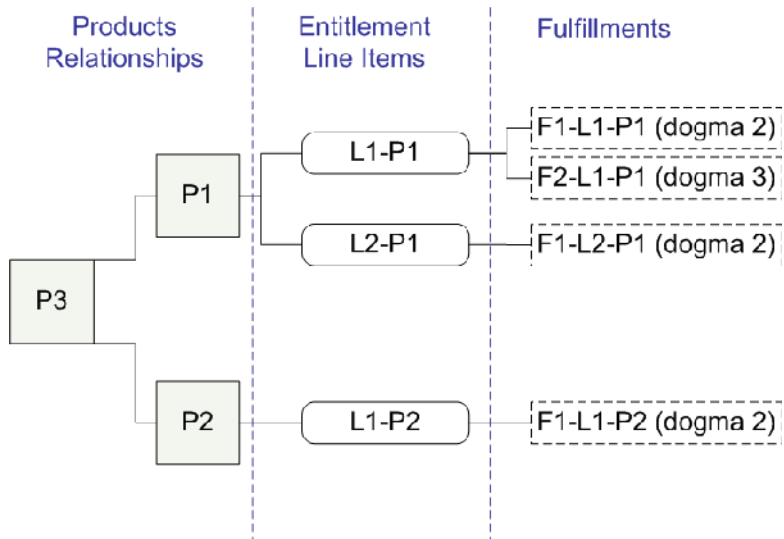 Products
Relationships
Entitlement
Line Items
Fulfillments
P3
P1
P2
L1-P1
L2-P1
L1-P2
F1-L1-P1 (dogma 2)
F2-L1-P1 (dogma 3)
F1-L2-P1 (dogma 2)
F1-L1-P2 (dogma 2)